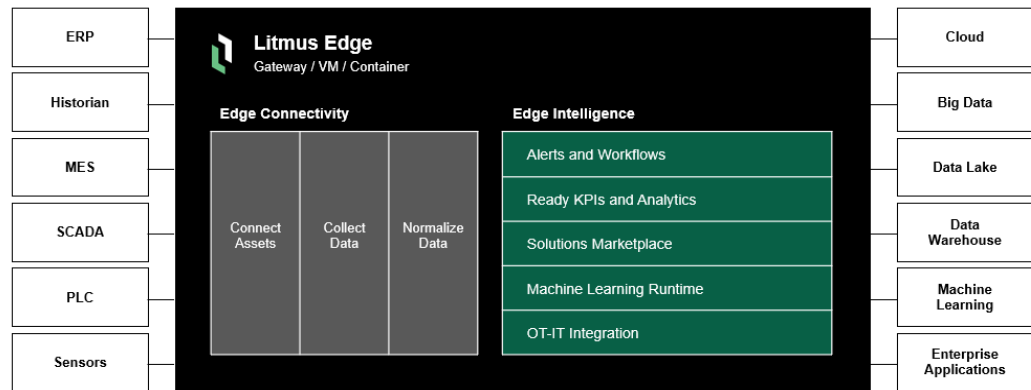 ERP
Historian
MES
SCADA
PLC
Sensors
Litmus Edge
Gateway / VM / Container
Edge Connectivity
Connect
Assets
Collect
Data
Normalize
Data
Edge Intelligence
Alerts and Workflows
Ready KPIs and Analytics
Solutions Marketplace
Machine Learning Runtime
OT-IT Integration
Cloud
Big Data
Data Lake
Data
Warehouse
Machine
Learning
Enterprise
Applications